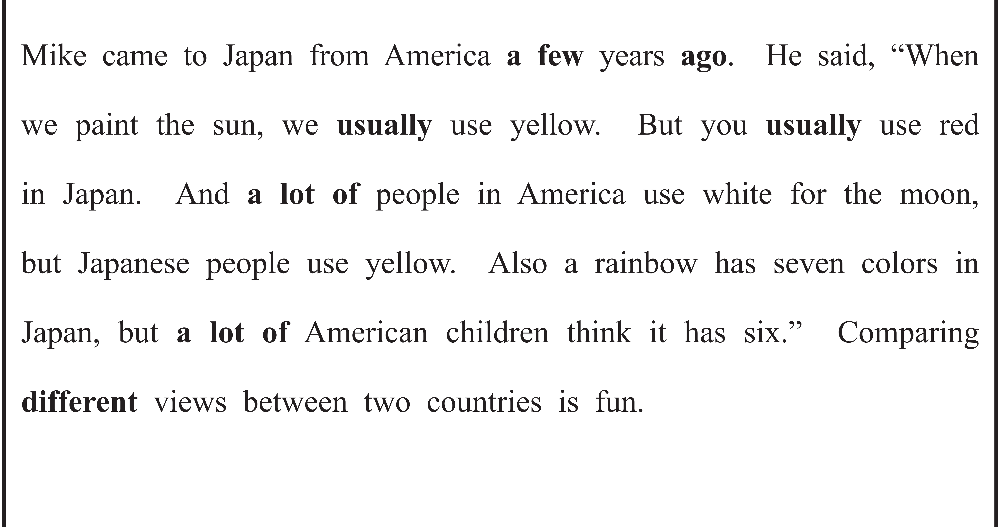 Mike came to Japan from America a few years ago. He said, “When
we paint the sun, we usually use yellow. But you usually use red
in Japan. And a lot of people in America use white for the moon,
but Japanese people use yellow. Also a rainbow has seven colors in
Japan, but a lot of American children think it has six.” Comparing
different views between two countries is fun.